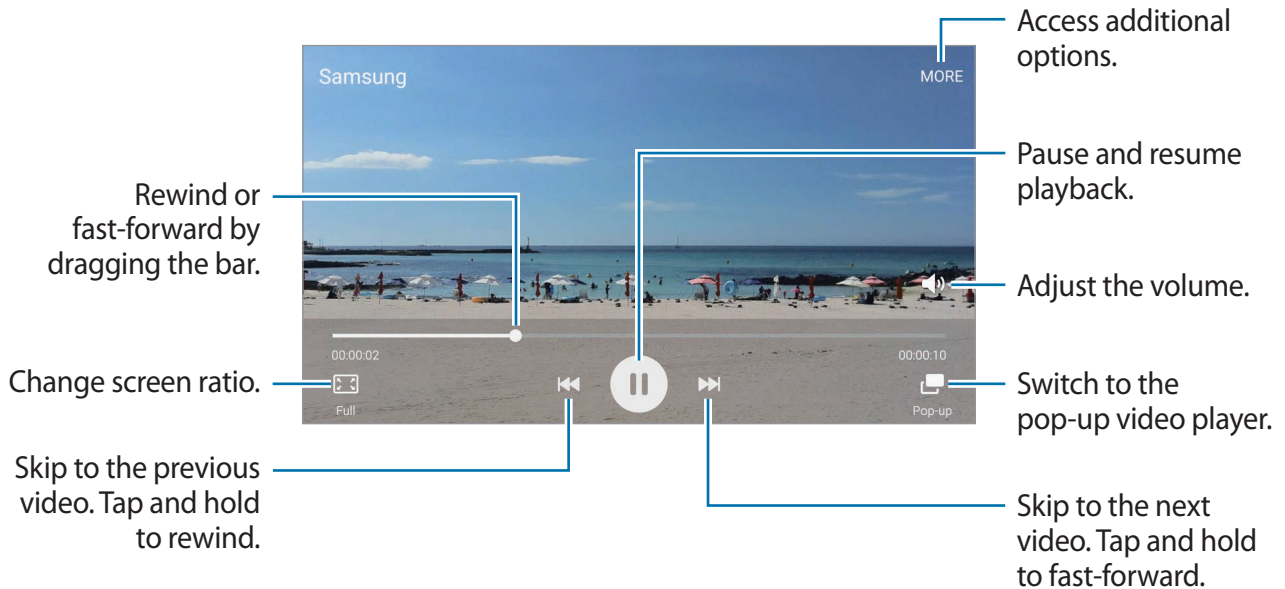 Access additional
options.
Samsung
MORE
Pause and resume
playback.
Rewind or
fast-forward by
dragging the bar.
Adjust the volume.
00:00:02
00:00:10
Change screen ratio.
Full
Pop-up
Switch to the
pop-up video player.
Skip to the previous
video. Tap and hold
to rewind.
Skip to the next
video. Tap and hold
to fast-forward.